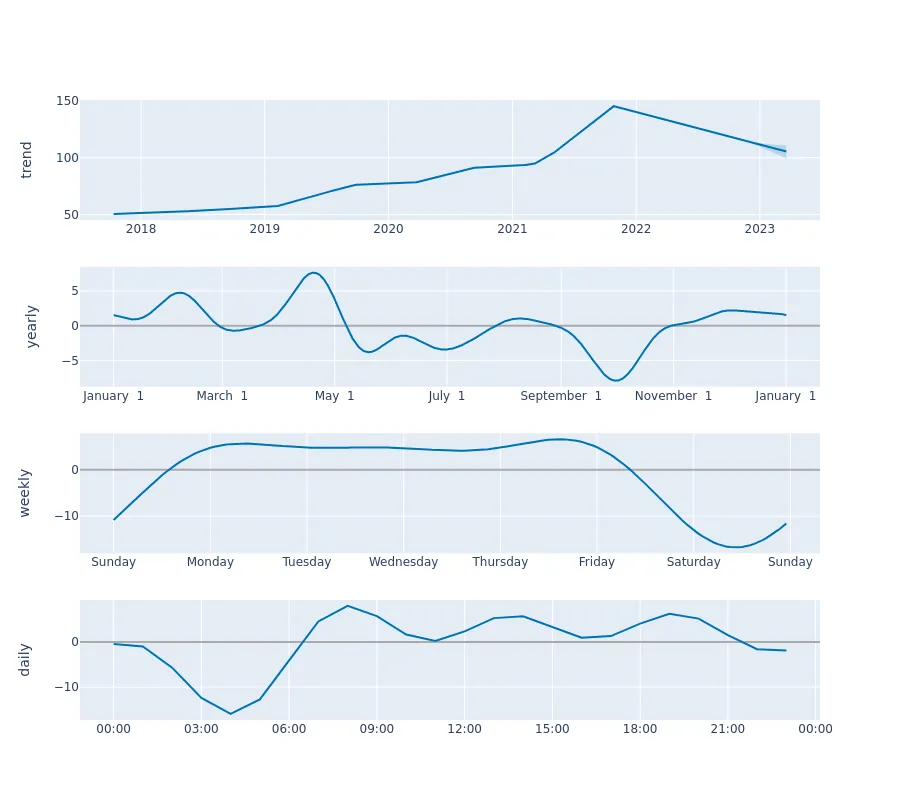 trend
150
100
50
2018 2019 2020 2021 2022 2023
yearly
5
0
−5
January 1 March 1 May 1 July 1 September 1 November 1 January 1
weekly
0
−10
Sunday Monday Tuesday Wednesday Thursday Friday Saturday Sunday
daily
0
−10
00:00 03:00 06:00 09:00 12:00 15:00 18:00 21:00 00:00